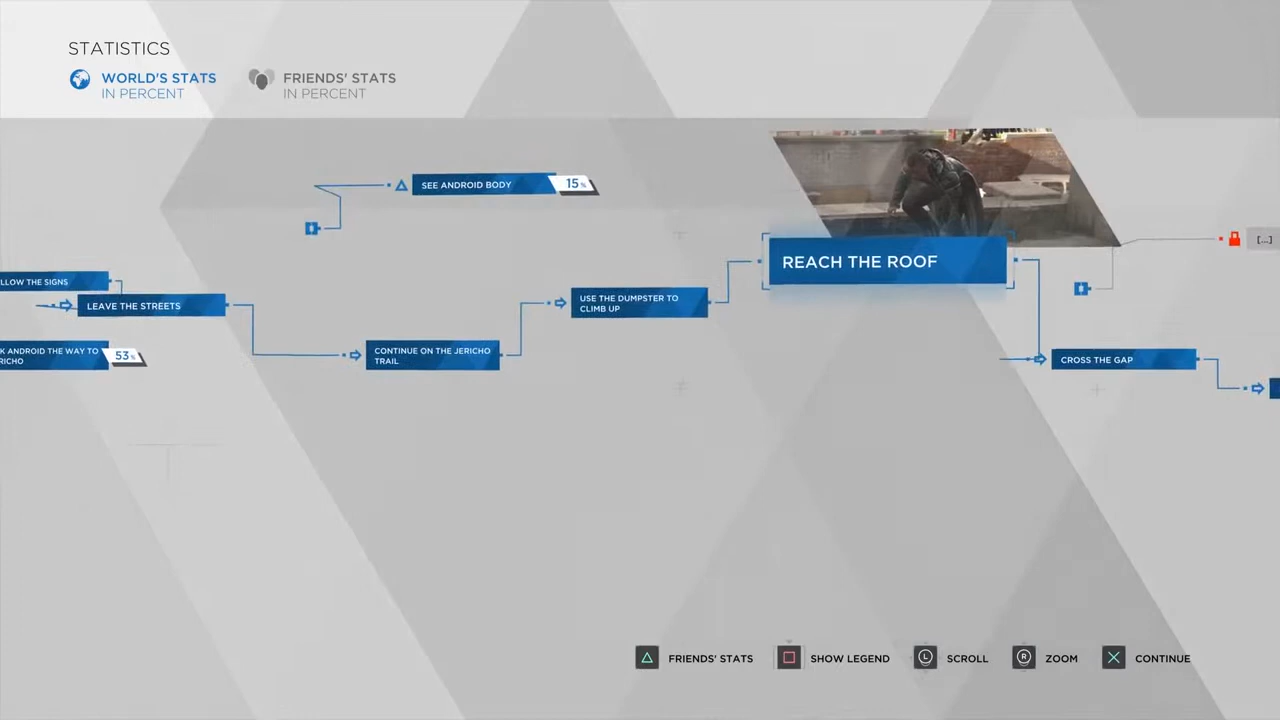 STATISTICS
WORLD'S STATS
IN PERCENT
FRIENDS' STATS
IN PERCENT
SEE ANDROID BODY
15%
REACH THE ROOF
[...]
LLOW THE SIGNS
LEAVE THE STREETS
USE THE DUMPSTER TO
CLIMB UP
K ANDROID THE WAY TO
RICHO
53%
CONTINUE ON THE JERICHO
TRAIL
CROSS THE GAP
FRIENDS' STATS
SHOW LEGEND
L
SCROLL
R
ZOOM
CONTINUE